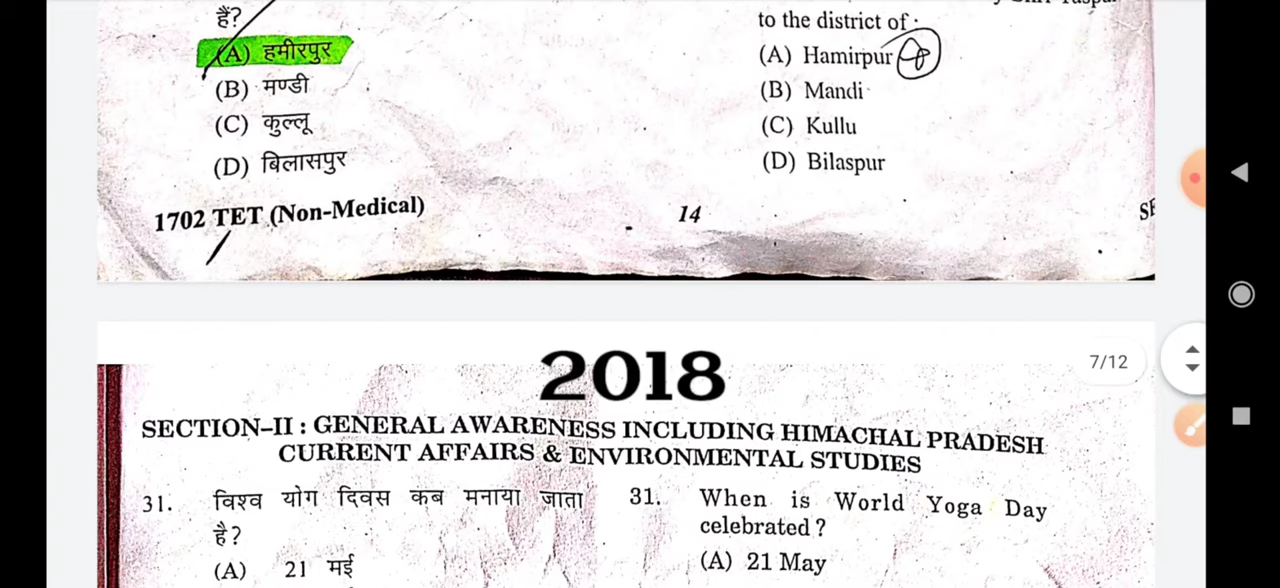 हैं?
(A) हमीरपुर
(B) मण्डी
(C) कुल्लू
(D) बिलासपुर
to the district of
(A) Hamirpur
(B) Mandi
(C) Kullu
(D) Bilaspur
1702 TET (Non-Medical)
14
2018
7/12
SECTION–II : GENERAL AWARENESS INCLUDING HIMACHAL PRADESH
CURRENT AFFAIRS & ENVIRONMENTAL STUDIES
31. विश्व योग दिवस कब मनाया जाता
है?
(A) 21 मई
31. When is World Yoga Day
celebrated?
(A) 21 May